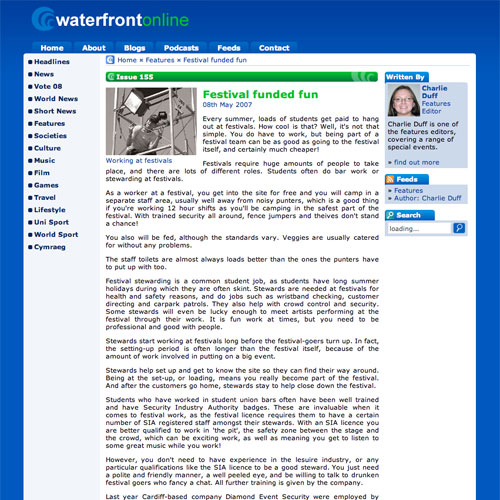 waterfrontonline
Home About Blogs Podcasts Feeds Contact
Headlines
News
Vote 08
World News
Short News
Features
Societies
Culture
Music
Film
Games
Travel
Lifestyle
Uni Sport
World Sport
Cymraeg
Home » Features » Festival funded fun
Issue 155
Working at festivals
Festival funded fun
08th May 2007
Every summer, loads of students get paid to hang
out at festivals. How cool is that? Well, it's not that
simple. You do have to work, but being part of a
festival team can be as good as going to the festival
itself, and certainly much cheaper!
Festivals require huge amounts of people to take
place, and there are lots of different roles. Students often do bar work or
stewarding at festivals.
As a worker at a festival, you get into the site for free and you will camp in a
separate staff area, usually well away from noisy punters, which is a good thing
if you're working 12 hour shifts as you'll be camping in the safest part of the
festival. With trained security all around, fence jumpers and theives don't stand
a chance!
You also will be fed, although the standards vary. Veggies are usually catered
for without any problems.
The staff toilets are almost always loads better than the ones the punters have
to put up with too.
Festival stewarding is a common student job, as students have long summer
holidays during which they are often skint. Stewards are needed at festivals for
health and safety reasons, and do jobs such as wristband checking, customer
directing and carpark patrols. They also help with crowd control and security.
Some stewards will even be lucky enough to meet artists performing at the
festival through their work. It is fun work at times, but you need to be
professional and good with people.
Stewards start working at festivals long before the festival-goers turn up. In fact,
the setting-up period is often longer than the festival itself, because of the
amount of work involved in putting on a big event.
Stewards help set up and get to know the site so they can find their way around.
Being at the set-up, or loading, means you really become part of the festival.
And after the customers go home, stewards stay to help close down the festival.
Students who have worked in student union bars often have been well trained
and have Security Industry Authority badges. These are invaluable when it
comes to festival work, as the festival licence requires them to have a certain
number of SIA registered staff amongst their stewards. With an SIA licence you
are better qualified to work in 'the pit', the safety zone between the stage and
the crowd, which can be exciting work, as well as meaning you get to listen to
some great music while you work!
However, you don't need to have experience in the lesuire industry, or any
particular qualifications like the SIA licence to be a good steward. You just need
a polite and friendly manner, a well peeled eye, and be willing to talk to drunken
festival goers who fancy a chat. All further training is given by the company.
Last year Cardiff-based company Diamond Event Security were employed by
Written By
Charlie
Duff
Features
Editor
Charlie Duff is one of
the features editors,
covering a range of
special events.
» find out more
Feeds
» Features
» Author: Charlie Duff
Search
loading...